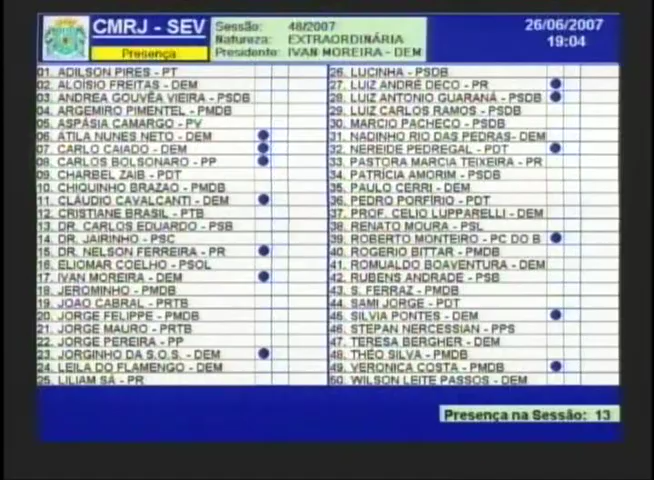 CMRJ - SEV
Presença:
Sessão: 48/2007
Natureza: EXTRAORDINÁRIA
Presidente: IVAN MOREIRA - DEM
26/06/2007
19:04
01. ADILSON PIRES - PT
02. ALOÍSIO FREITAS - DEM
03. ANDREA GOUVÊA VIEIRA - PSDB
04. ARGEMIRO PIMENTEL - PMDB
05. ASPÁSIA CAMARGO - PV
06. ATILA NUNES NETO - DEM
07. CARLO CAIADO - DEM
08. CARLOS BOLSONARO - PP
09. CHARBEL ZAIB - PDT
10. CHIQUINHO BRAZAO - PMDB
11. CLÁUDIO CAVALCANTI - DEM
12. CRISTIANE BRASIL - PTB
13. DR. CARLOS EDUARDO - PSB
14. DR. JAIRINHO - PSC
15. DR. NELSON FERREIRA - PR
16. ELIOMAR COELHO - PSOL
17. IVAN MOREIRA - DEM
18. JEROMINHO - PMDB
19. JOAO CABRAL - PRTB
20. JORGE FELIPPE - PMDB
21. JORGE MAURO - PRTB
22. JORGE PEREIRA - PP
23. JORGINHO DA S.O.S. - DEM
24. LEILA DO FLAMENGO - DEM
25. LILIAM SÁ - PR
26. LUCINHA - PSDB
27. LUIZ ANDRÉ DECO - PR
28. LUIZ ANTONIO GUARANÁ - PSDB
29. LUIZ CARLOS RAMOS - PSDB
30. MARCIO PACHECO - PSDB
31. NADINHO RIO DAS PEDRAS- DEM
32. NEREIDE PEDREGAL - PDT
33. PASTORA MARCIA TEIXEIRA - PR
34. PATRÍCIA AMORIM - PSDB
35. PAULO CERRI - DEM
36. PEDRO PORFÍRIO - PDT
37. PROF. CELIO LUPPARELLI - DEM
38. RENATO MOURA - PSL
39. ROBERTO MONTEIRO - PC DO B
40. ROGERIO BITTAR - PMDB
41. ROMUALDO BOAVENTURA - DEM
42. RUBENS ANDRADE - PSB
43. S. FERRAZ - PMDB
44. SAMI JORGE - PDT
45. SILVIA PONTES - DEM
46. STEPAN NERCESSIAN - PPS
47. TERESA BERGHER - DEM
48. THÉO SILVA - PMDB
49. VERONICA COSTA - PMDB
50. WILSON LEITE PASSOS - DEM
Presença na Sessão: 13